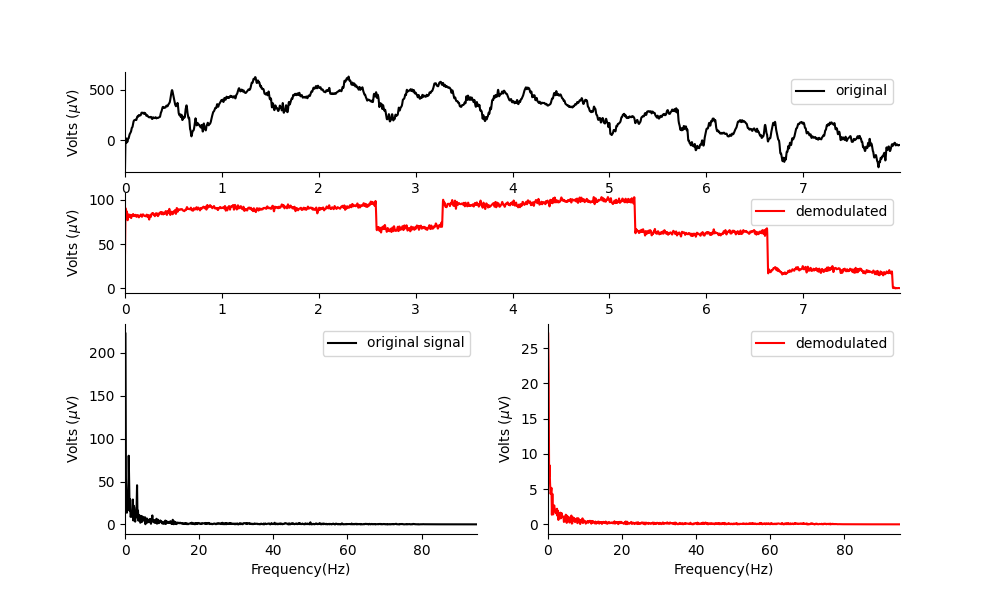 500
0
Volts (μV)
original
0 1 2 3 4 5 6 7
100
50
0
Volts (μV)
demodulated
0 1 2 3 4 5 6 7
200
150
100
50
0
Volts (μV)
original signal
0 20 40 60 80
Frequency(Hz)
25
20
15
10
5
0
Volts (μV)
demodulated
0 20 40 60 80
Frequency(Hz)